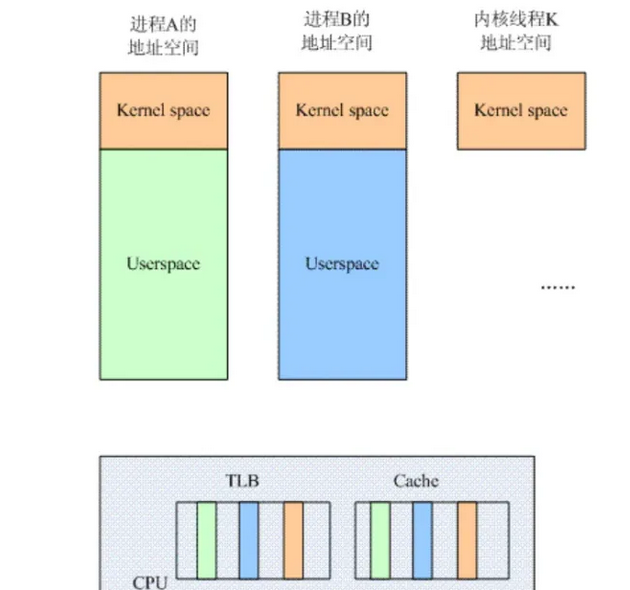 进程A的
地址空间
进程B的
地址空间
内核线程K
地址空间
Kernel space
Kernel space
Kernel space
Userspace
Userspace
......
TLB
Cache
CPU